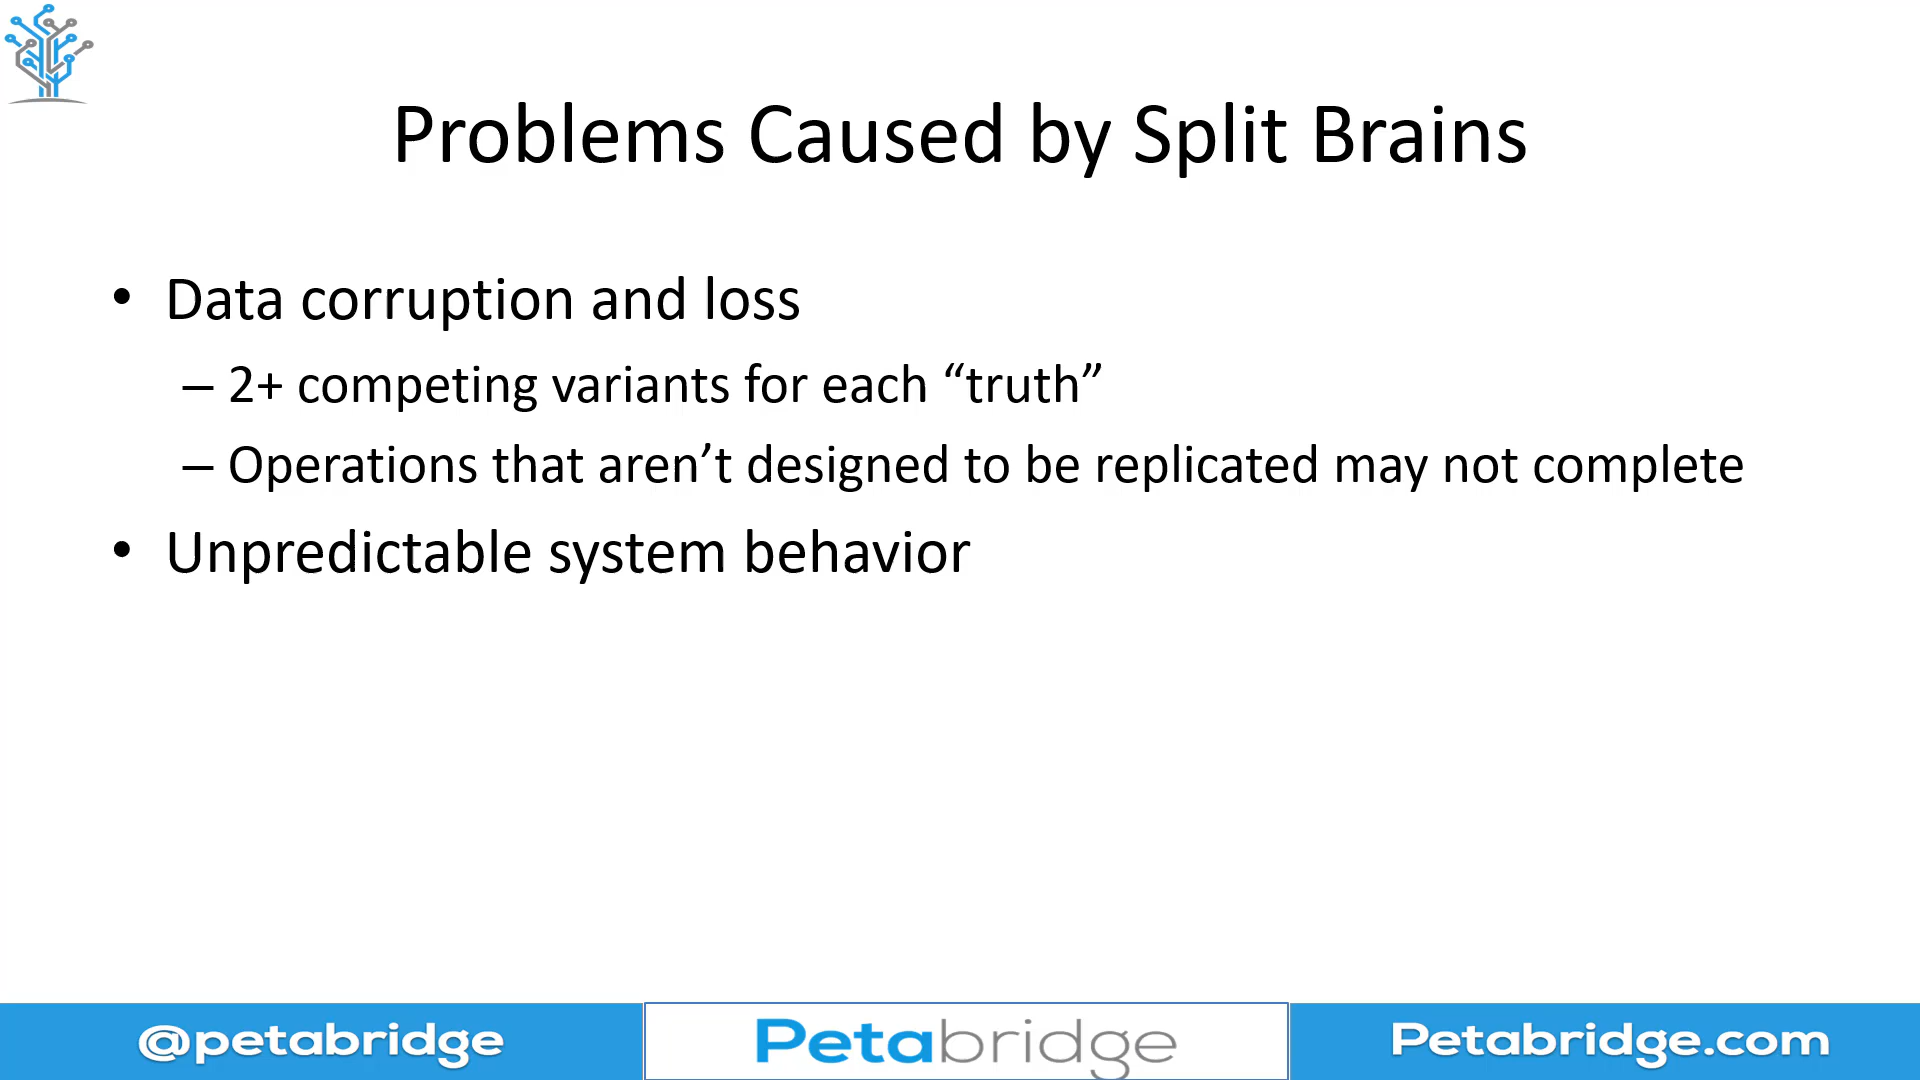 Problems Caused by Split Brains
• Data corruption and loss
– 2+ competing variants for each “truth”
– Operations that aren’t designed to be replicated may not complete
• Unpredictable system behavior
@petabridge
Petabridge
Petabridge.com